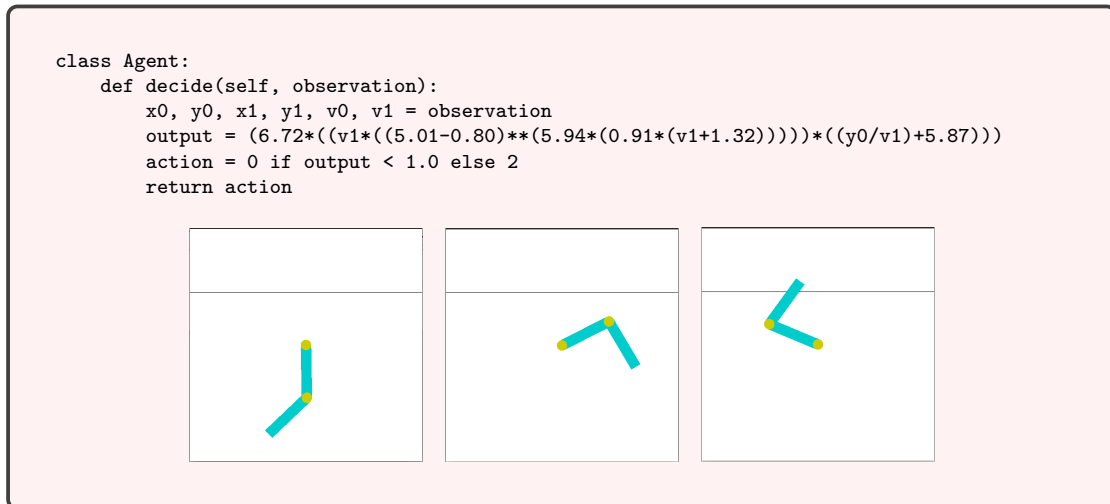 class Agent:
    def decide(self, observation):
        x0, y0, x1, y1, v0, v1 = observation
        output = (6.72*((v1*((5.01-0.80)**(5.94*(0.91*(v1+1.32)))))*((y0/v1)+5.87)))
        action = 0 if output < 1.0 else 2
        return action